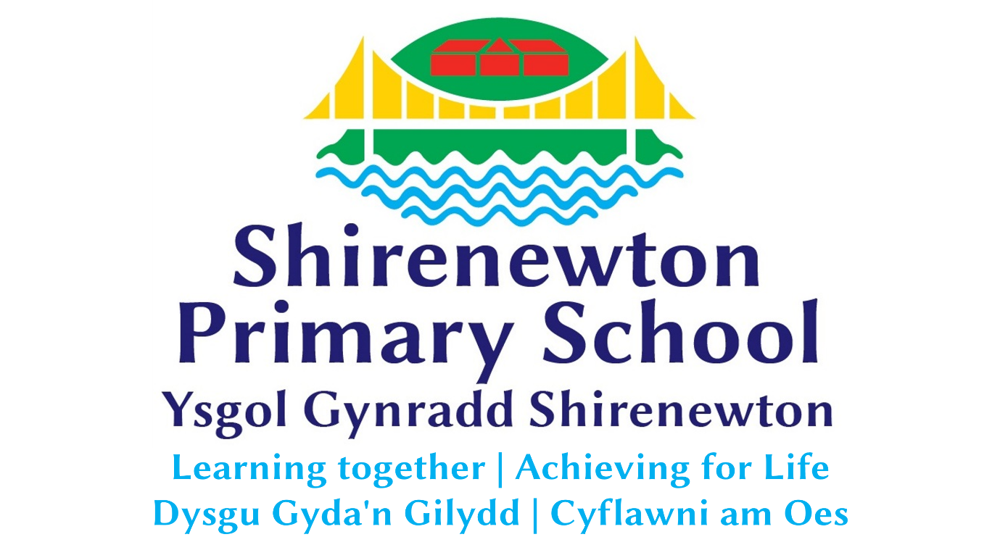 Shirenewton
Primary School
Ysgol Gynradd Shirenewton
Learning together | Achieving for Life
Dysgu Gyda'n Gilydd | Cyflawni am Oes